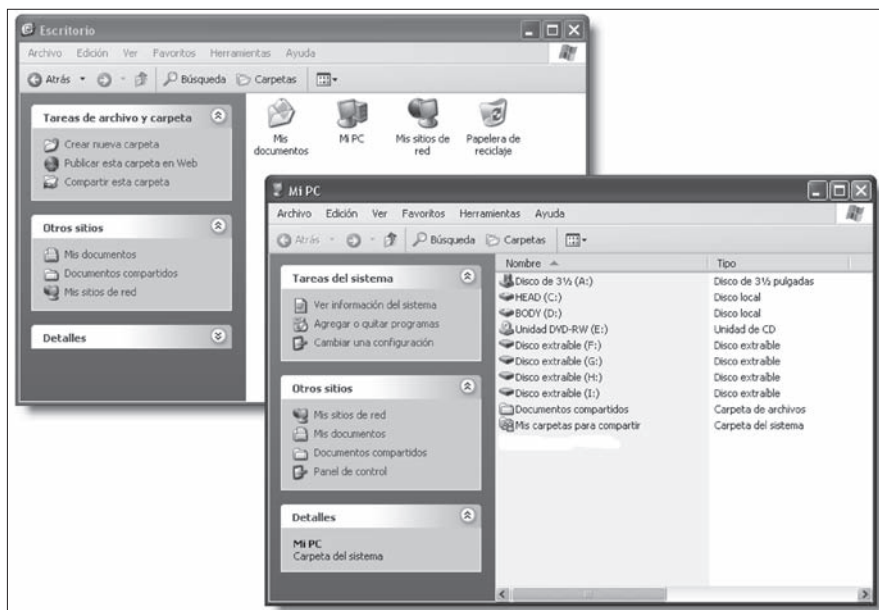 Escritorio
Archivo Edición Ver Favoritos Herramientas Ayuda
Atrás Búsqueda Carpetas
Tareas de archivo y carpeta
Crear nueva carpeta
Publicar esta carpeta en Web
Compartir esta carpeta
Otros sitios
Mis documentos
Documentos compartidos
Mis sitios de red
Detalles
Mis documentos
Mi PC
Mis sitios de red
Papelera de reciclaje
Mi PC
Archivo Edición Ver Favoritos Herramientas Ayuda
Atrás Búsqueda Carpetas
Tareas del sistema
Ver información del sistema
Agregar o quitar programas
Cambiar una configuración
Otros sitios
Mis sitios de red
Mis documentos
Documentos compartidos
Panel de control
Detalles
Mi PC
Carpeta del sistema
Nombre Tipo
Disco de 3½ (A:) Disco de 3½ pulgadas
HEAD (C:) Disco local
BODY (D:) Disco local
Unidad DVD-RW (E:) Unidad de CD
Disco extraíble (F:) Disco extraíble
Disco extraíble (G:) Disco extraíble
Disco extraíble (H:) Disco extraíble
Disco extraíble (I:) Disco extraíble
Documentos compartidos Carpeta de archivos
Mis carpetas para compartir Carpeta del sistema